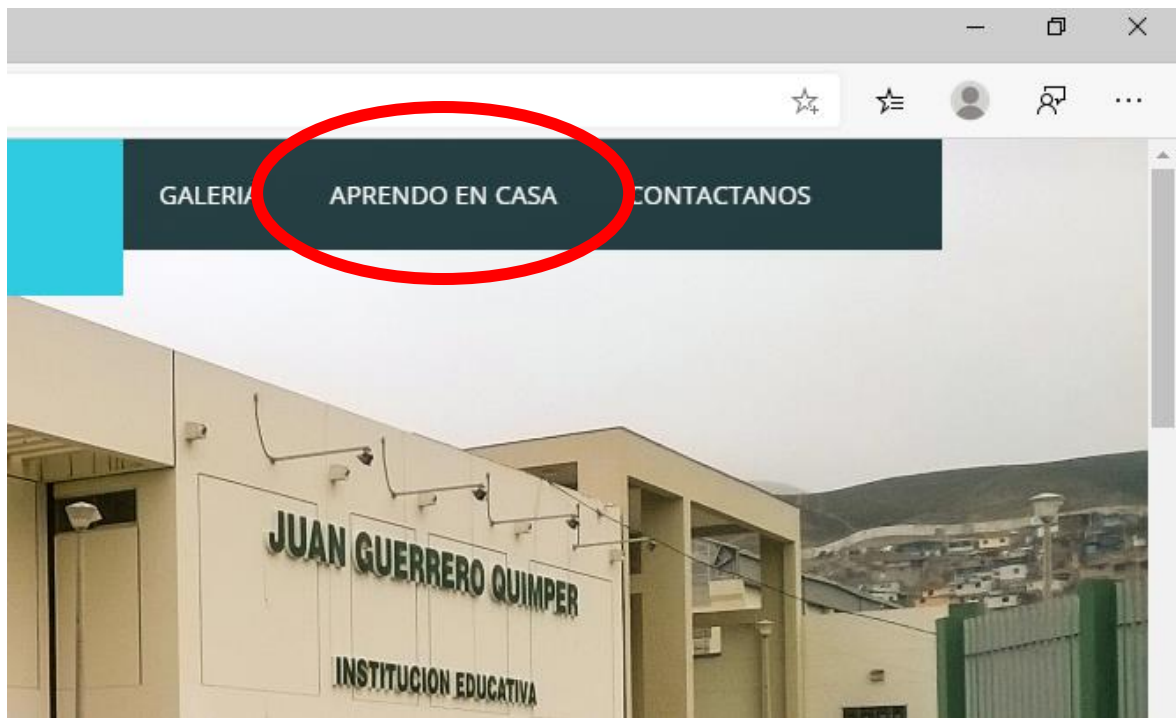 GALERIA APRENDO EN CASA CONTACTANOS
JUAN GUERRERO QUIMPER
INSTITUCION EDUCATIVA